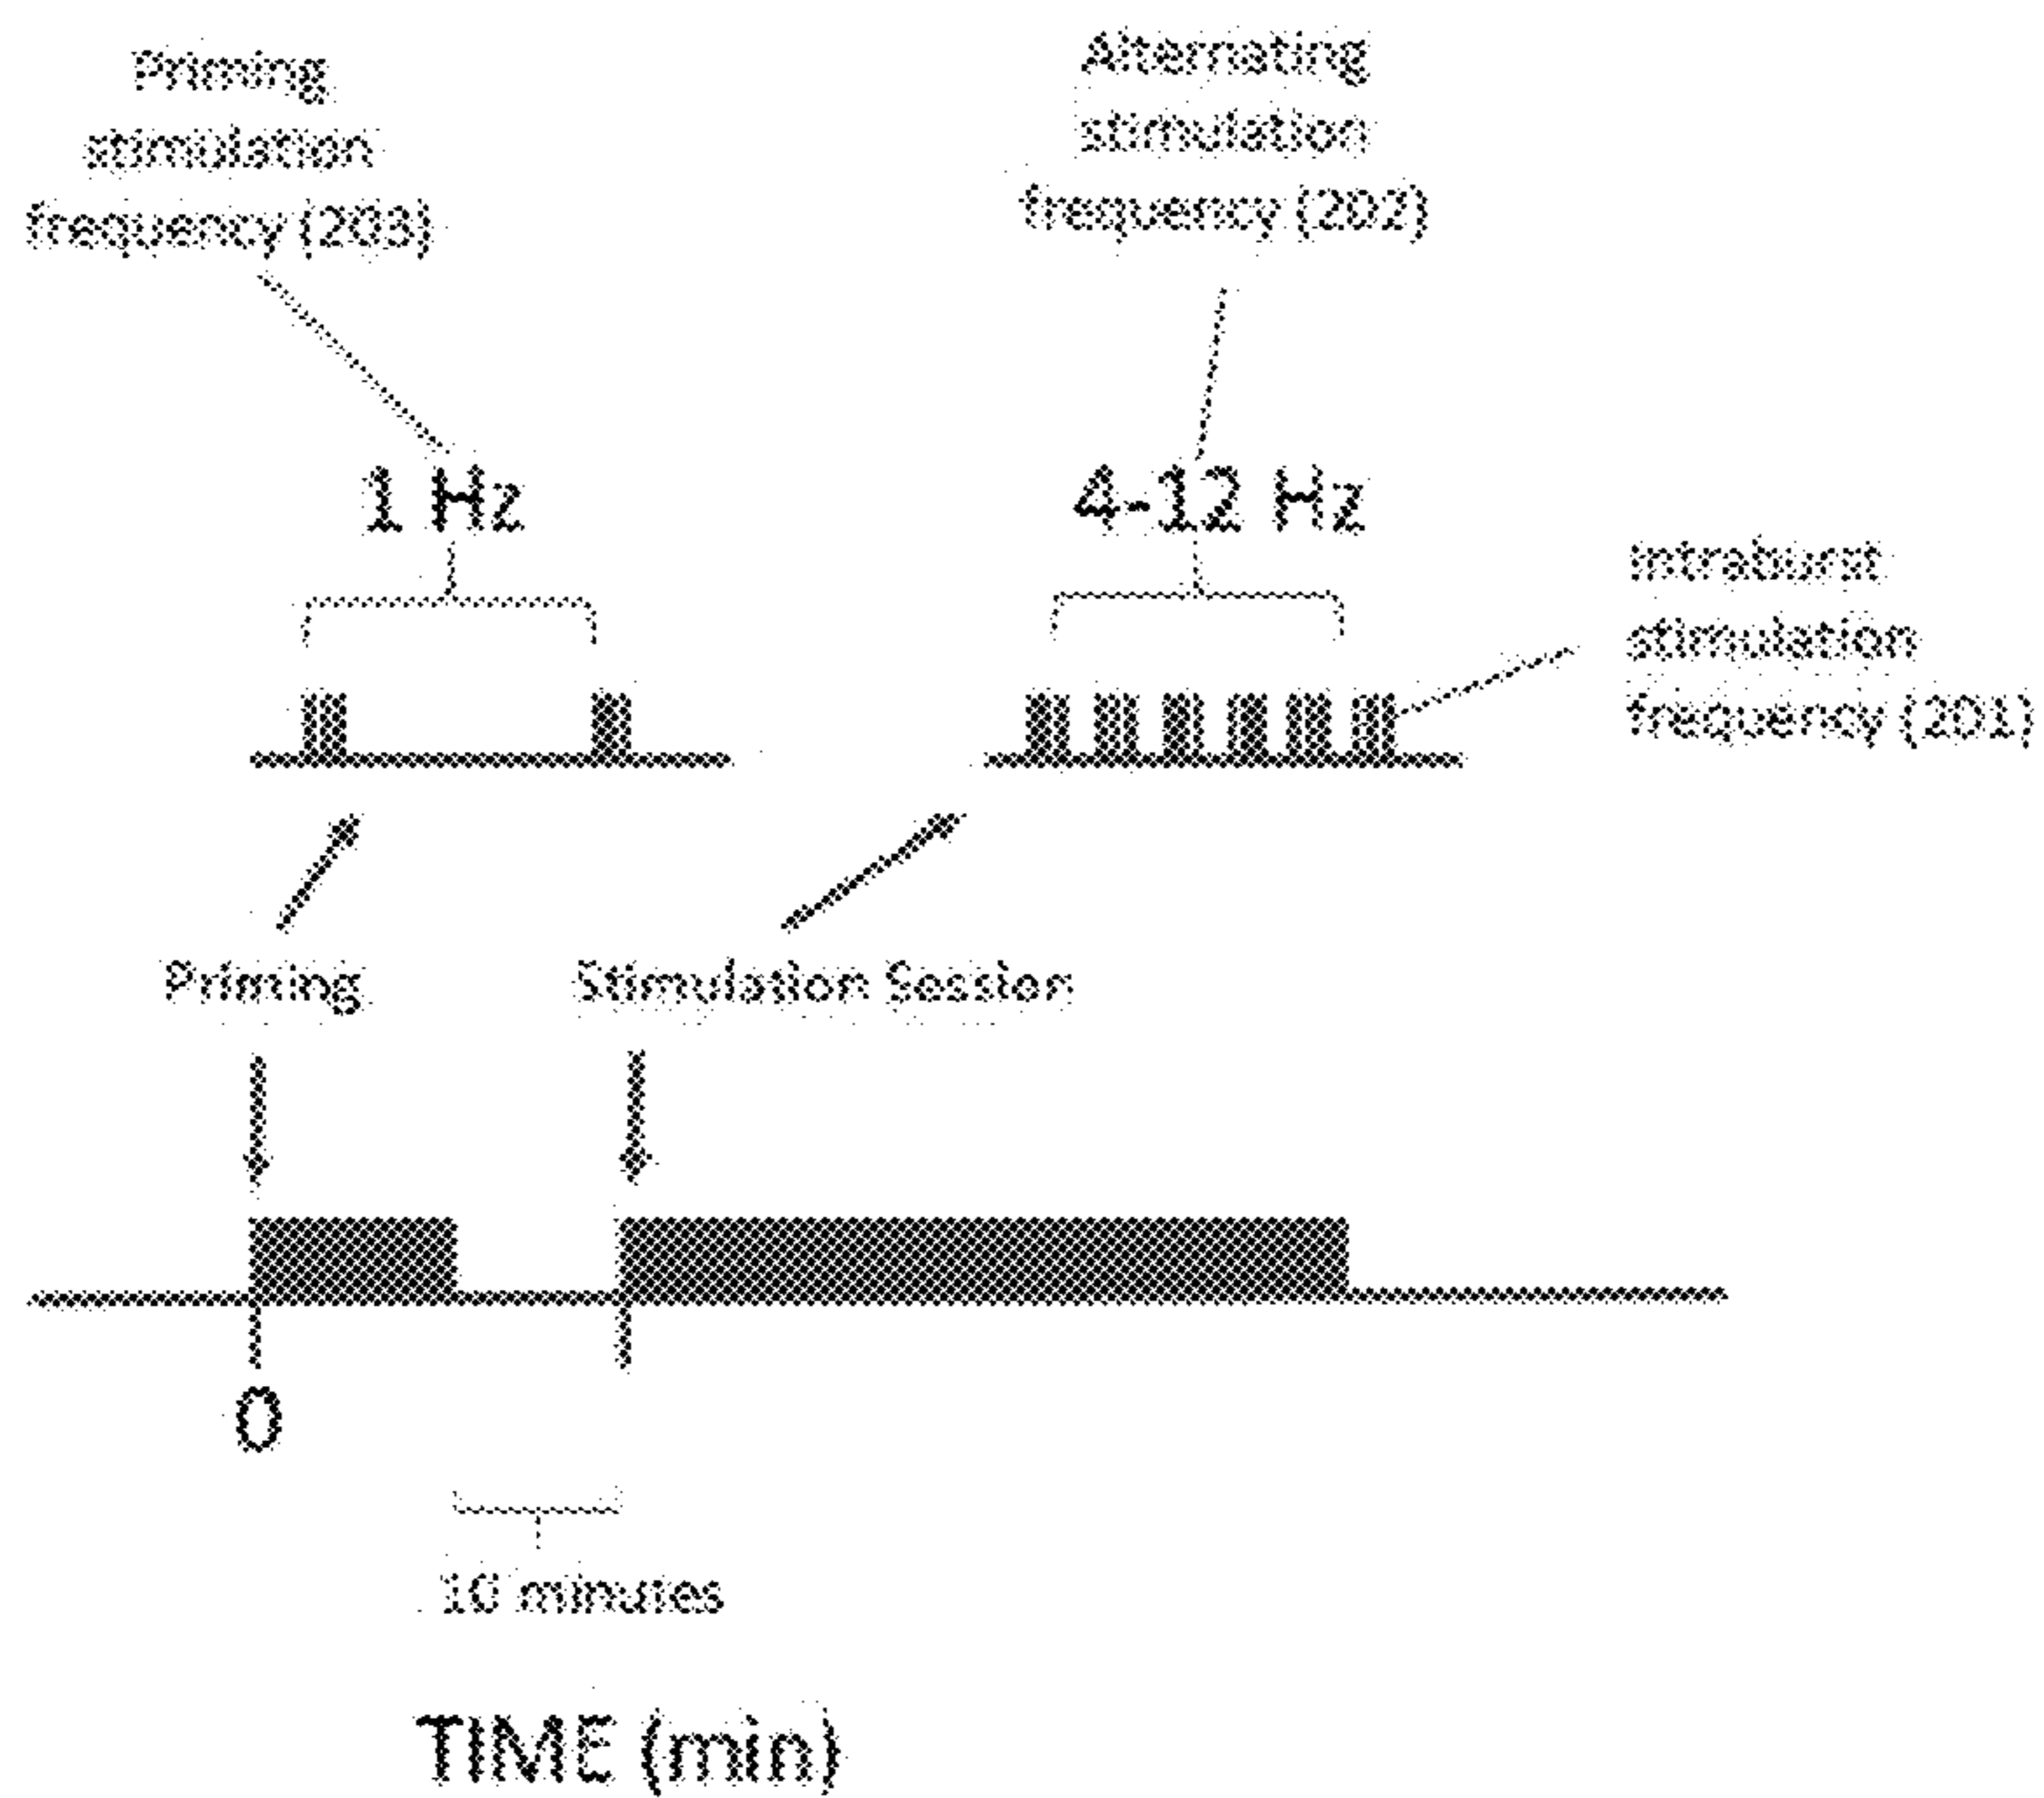 Priming
stimulation
frequency (203)
Alternating
stimulation
frequency (202)
1 Hz
4-12 Hz
Intraburst
stimulation
frequency (201)
Priming
Stimulation Session
0
10 minutes
TIME (min)